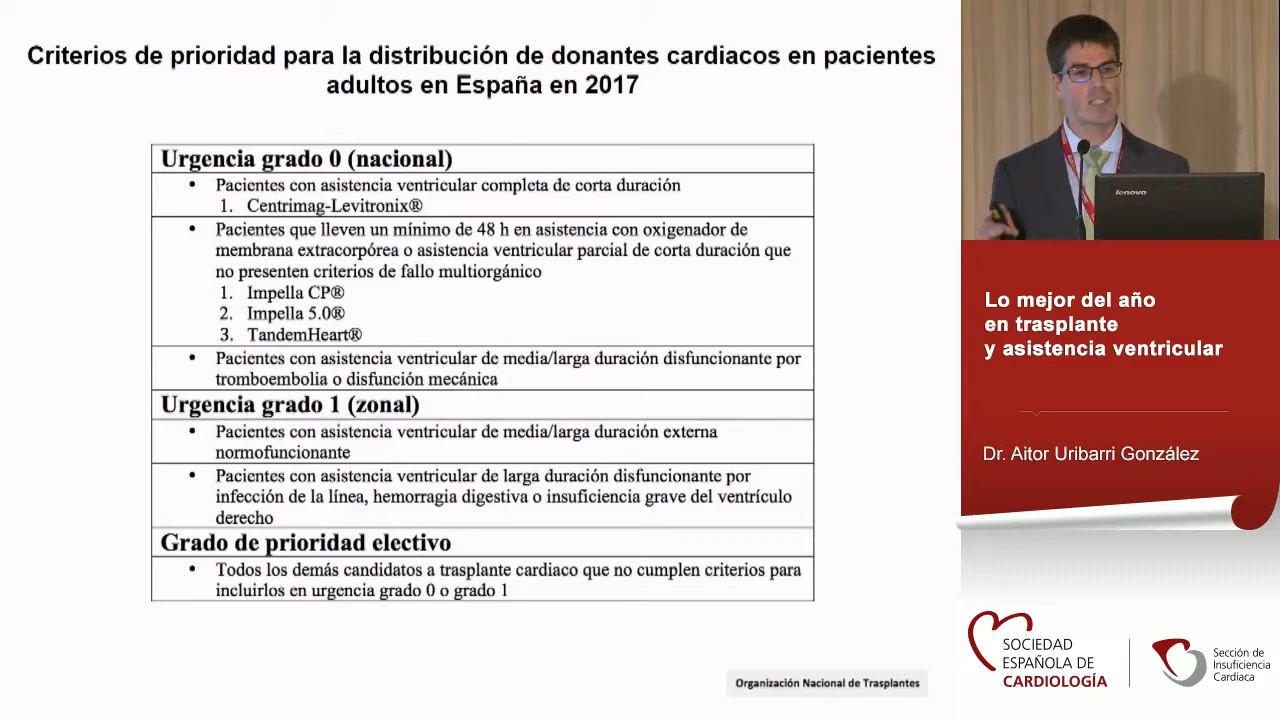 Criterios de prioridad para la distribución de donantes cardiacos en pacientes
adultos en España en 2017
Urgencia grado 0 (nacional)
• Pacientes con asistencia ventricular completa de corta duración
1. Centrimag-Levitronix®
• Pacientes que lleven un mínimo de 48 h en asistencia con oxigenador de
membrana extracorpórea o asistencia ventricular parcial de corta duración que
no presenten criterios de fallo multiorgánico
1. Impella CP®
2. Impella 5.0®
3. TandemHeart®
• Pacientes con asistencia ventricular de media/larga duración disfuncionante por
tromboembolia o disfunción mecánica
Urgencia grado 1 (zonal)
• Pacientes con asistencia ventricular de media/larga duración externa
normofuncionante
• Pacientes con asistencia ventricular de larga duración disfuncionante por
infección de la línea, hemorragia digestiva o insuficiencia grave del ventrículo
derecho
Grado de prioridad electivo
• Todos los demás candidatos a trasplante cardiaco que no cumplen criterios para
incluirlos en urgencia grado 0 o grado 1
Organización Nacional de Trasplantes
lenovo
Lo mejor del año
en trasplante
y asistencia ventricular
Dr. Aitor Uribarri González
SOCIEDAD
ESPAÑOLA DE
CARDIOLOGÍA
Sección de
Insuficiencia
Cardiaca